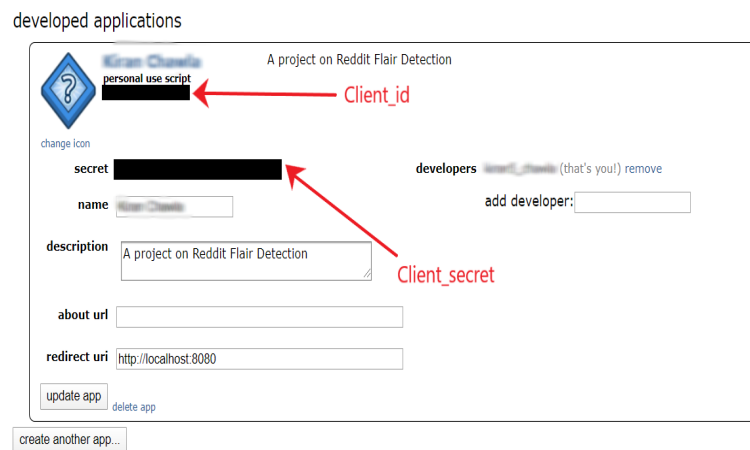 developed applications
A project on Reddit Flair Detection
personal use script
Client_id
change icon
secret
developers (that's you!) remove
name
add developer:
description
A project on Reddit Flair Detection
Client_secret
about url
redirect uri http://localhost:8080
update app delete app
create another app...